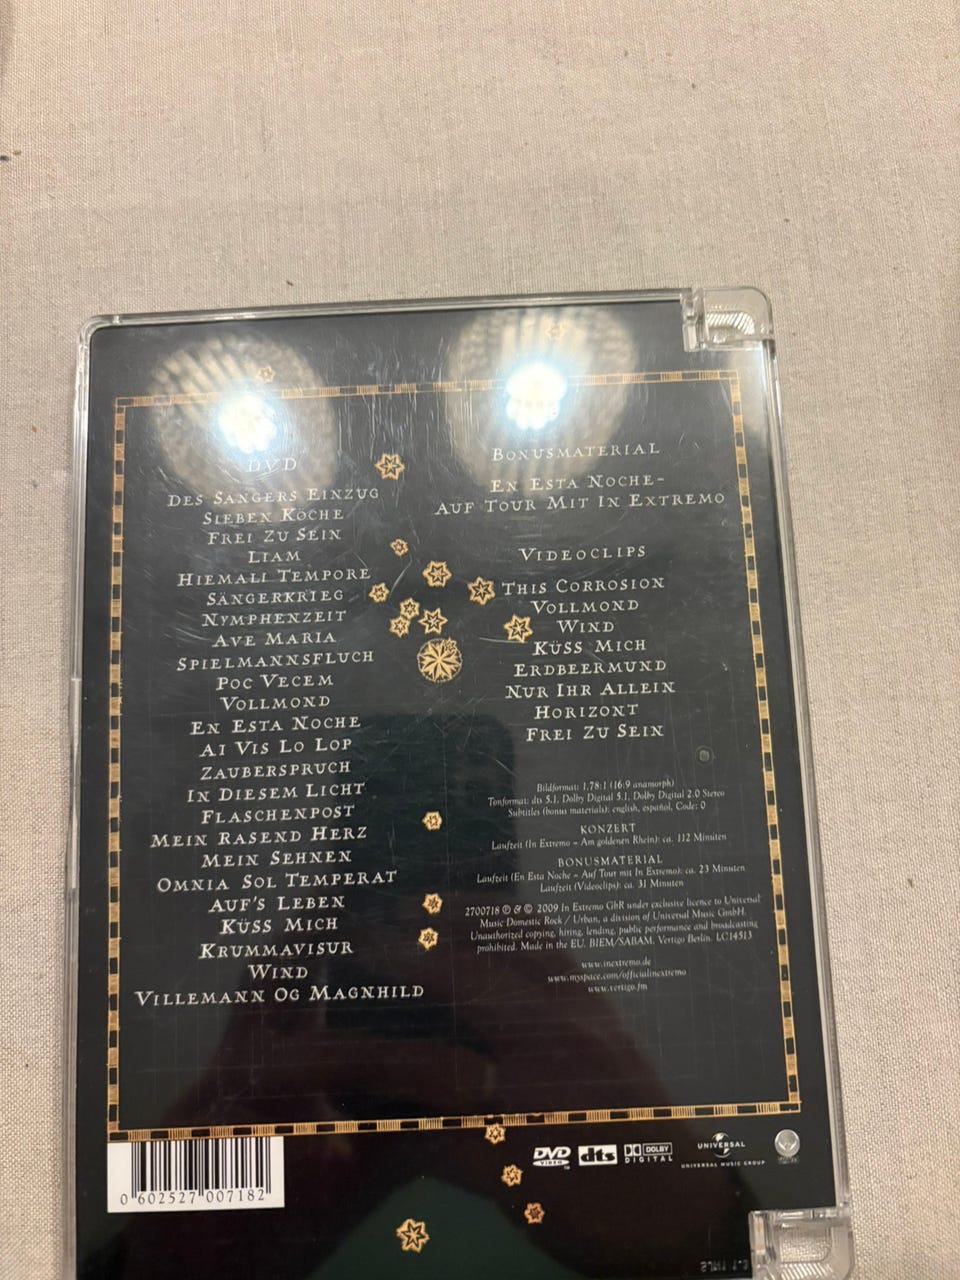 DVD
DES SÄNGERS EINZUG
SIEBEN KÖCHE
FREI ZU SEIN
LIAM
HIEMALI TEMPORE
SÄNGERKRIEG
NYMPHENZEIT
AVE MARIA
SPIELMANNSFLUCH
POC VECEM
VOLLMOND
EN ESTA NOCHE
AI VIS LO LOP
ZAUBERSPRUCH
IN DIESEM LICHT
FLASCHENPOST
MEIN RASEND HERZ
MEIN SEHNEN
OMNIA SOL TEMPERAT
AUF'S LEBEN
KÜSS MICH
KRUMMAVISUR
WIND
VILLEMANN OG MAGNHILD
BONUSMATERIAL
EN ESTA NOCHE–
AUF TOUR MIT IN EXTREMO
VIDEOCLIPS
THIS CORROSION
VOLLMOND
WIND
KÜSS MICH
ERDBEERMUND
NUR IHR ALLEIN
HORIZONT
FREI ZU SEIN
Bildformat: 1,78:1 (16:9 anamorph)
Tonformat: dts 5.1, Dolby Digital 5.1, Dolby Digital 2.0 Stereo
Subtitles (bonus materials): english, español, Code: 0
KONZERT
Laufzeit (In Extremo – Am goldenen Rhein): ca. 112 Minuten
BONUSMATERIAL
Laufzeit (En Esta Noche – Auf Tour mit In Extremo): ca. 23 Minuten
Laufzeit (Videoclips): ca. 31 Minuten
2700718 ℗ & © 2009 In Extremo GbR under exclusive licence to Universal
Music Domestic Rock / Urban, a division of Universal Music GmbH.
Unauthorized copying, hiring, lending, public performance and broadcasting
prohibited. Made in the EU. BIEM/SABAM. Vertigo Berlin. LC14513
www.inextremo.de
www.myspace.com/officialinextremo
www.vertigo.fm
DVD VIDEO TM
dts
DOLBY DIGITAL
UNIVERSAL
UNIVERSAL MUSIC GROUP
0 602527 007182